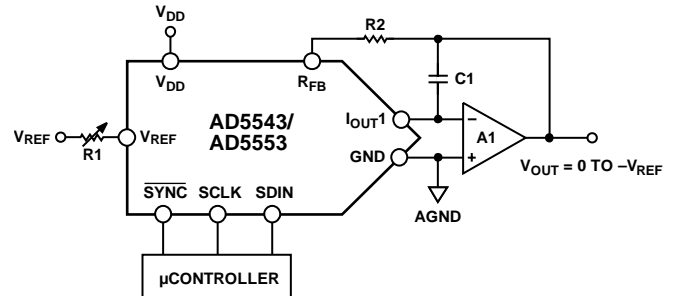 VDD
VDD
R2
C1
RFB
VREF
R1
VREF
AD5543/
AD5553
IOUT1
GND
–
+
A1
VOUT = 0 TO –VREF
AGND
SYNC SCLK SDIN
µCONTROLLER